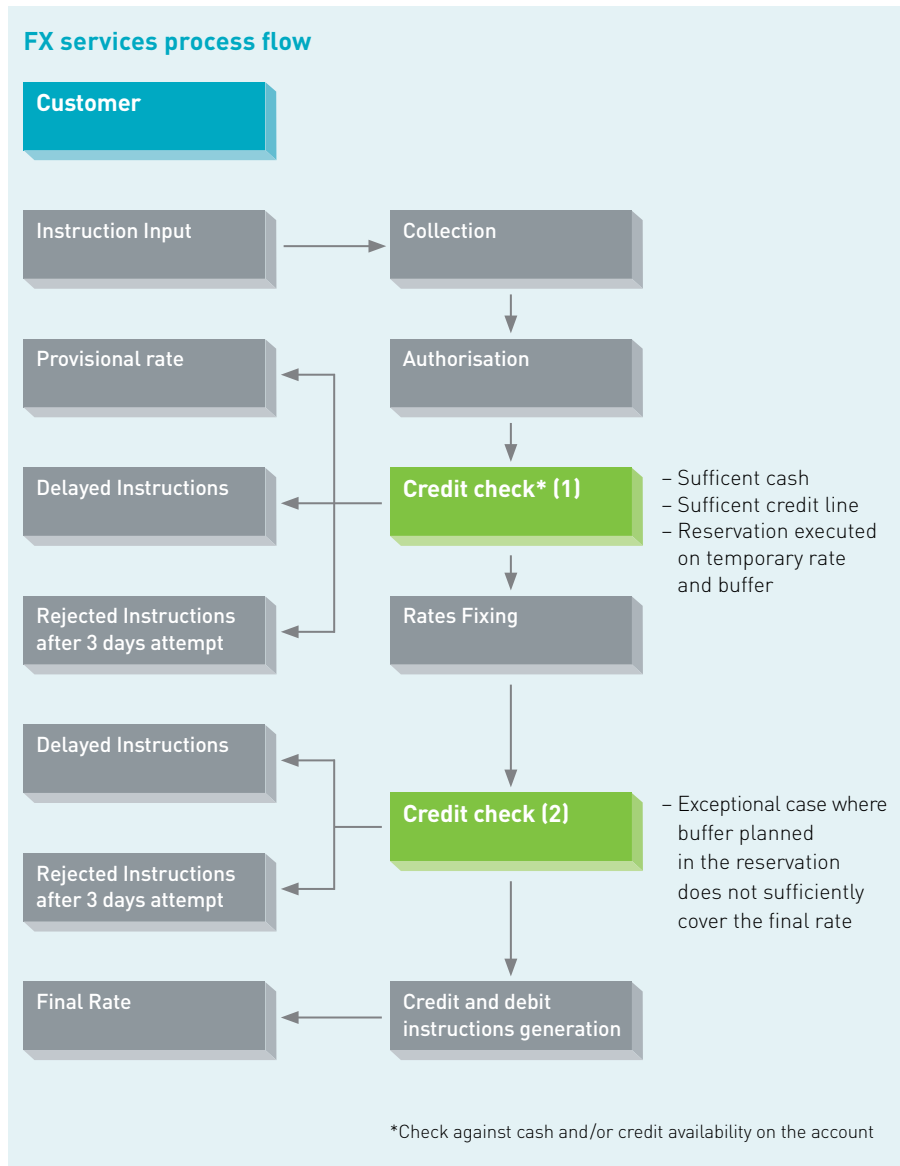 FX services process flow
Customer
Instruction Input
Collection
Provisional rate
Authorisation
Delayed Instructions
Credit check* (1)
– Sufficent cash
– Sufficent credit line
– Reservation executed
on temporary rate
and buffer
Rejected Instructions
after 3 days attempt
Rates Fixing
Delayed Instructions
Credit check (2)
– Exceptional case where
buffer planned
in the reservation
does not sufficiently
cover the final rate
Rejected Instructions
after 3 days attempt
Final Rate
Credit and debit
instructions generation
*Check against cash and/or credit availability on the account